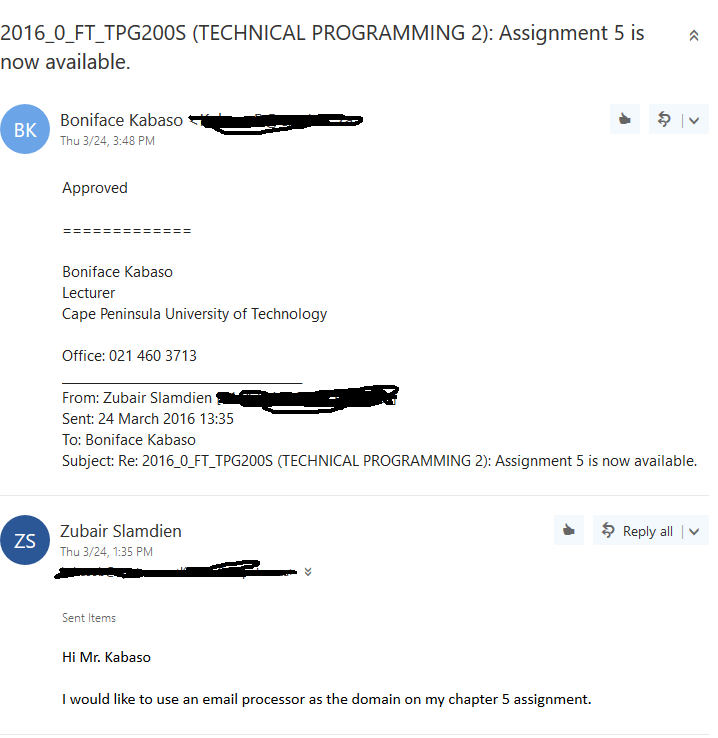 2016_0_FT_TPG200S (TECHNICAL PROGRAMMING 2): Assignment 5 is
now available.
BK
Boniface Kabaso <
Thu 3/24, 3:48 PM
Approved
=============
Boniface Kabaso
Lecturer
Cape Peninsula University of Technology
Office: 021 460 3713
From: Zubair Slamdien
Sent: 24 March 2016 13:35
To: Boniface Kabaso
Subject: Re: 2016_0_FT_TPG200S (TECHNICAL PROGRAMMING 2): Assignment 5 is now available.
ZS
Zubair Slamdien
Reply all
Thu 3/24, 1:35 PM
Sent Items
Hi Mr. Kabaso
I would like to use an email processor as the domain on my chapter 5 assignment.